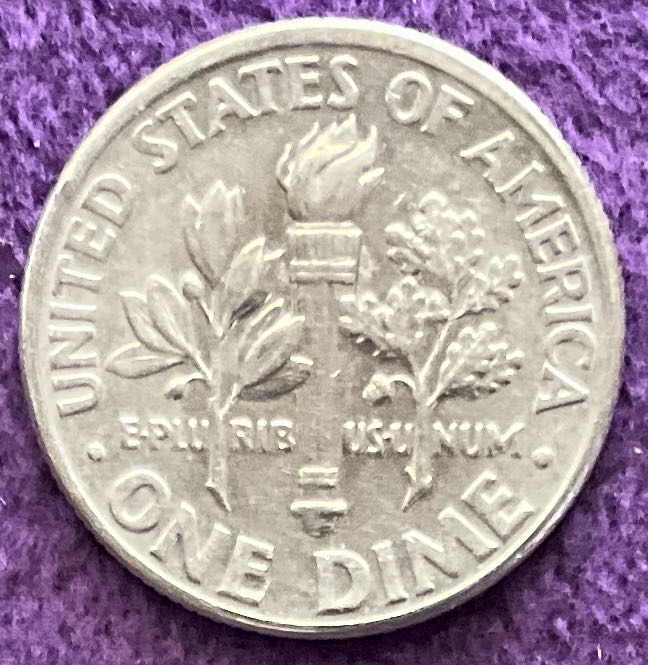 UNITED STATES OF AMERICA
E·PLURIBUS·UNUM
·ONE DIME·